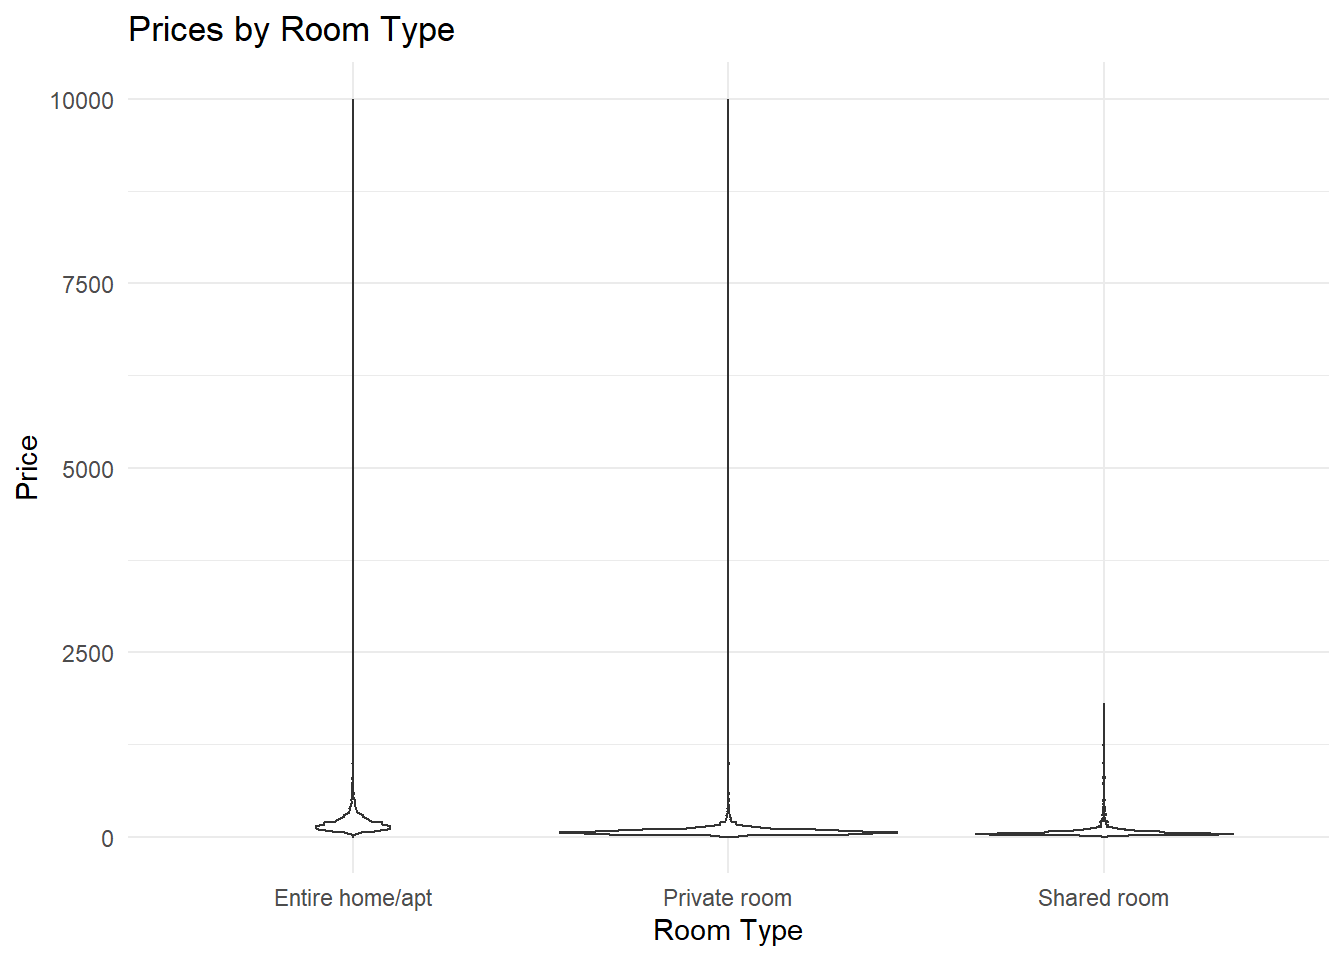 Prices by Room Type
10000
7500
5000
2500
0
Price
Entire home/apt
Private room
Shared room
Room Type